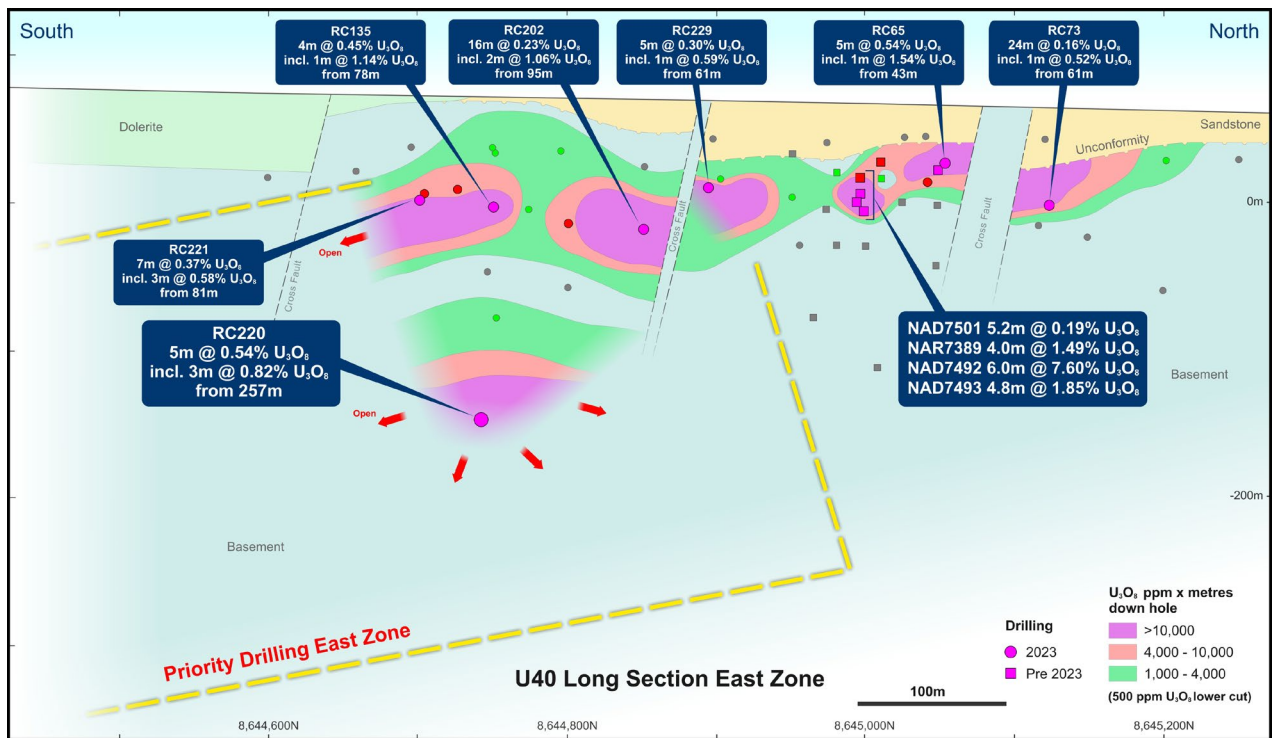 South
North
RC135
4m @ 0.45% U₃O₈
incl. 1m @ 1.14% U₃O₈
from 78m
RC202
16m @ 0.23% U₃O₈
incl. 2m @ 1.06% U₃O₈
from 95m
RC229
5m @ 0.30% U₃O₈
incl. 1m @ 0.59% U₃O₈
from 61m
RC65
5m @ 0.54% U₃O₈
incl. 1m @ 1.54% U₃O₈
from 43m
RC73
24m @ 0.16% U₃O₈
incl. 1m @ 0.52% U₃O₈
from 61m
Dolerite
Sandstone
Unconformity
0m
Cross Fault
Cross Fault
Cross Fault
Open
RC221
7m @ 0.37% U₃O₈
incl. 3m @ 0.58% U₃O₈
from 81m
RC220
5m @ 0.54% U₃O₈
incl. 3m @ 0.82% U₃O₈
from 257m
NAD7501 5.2m @ 0.19% U₃O₈
NAR7389 4.0m @ 1.49% U₃O₈
NAD7492 6.0m @ 7.60% U₃O₈
NAD7493 4.8m @ 1.85% U₃O₈
Basement
Open
-200m
Basement
Priority Drilling East Zone
U40 Long Section East Zone
Drilling
2023
Pre 2023
U₃O₈ ppm x metres
down hole
>10,000
4,000 - 10,000
1,000 - 4,000
(500 ppm U₃O₈ lower cut)
100m
8,644,600N
8,644,800N
8,645,000N
8,645,200N